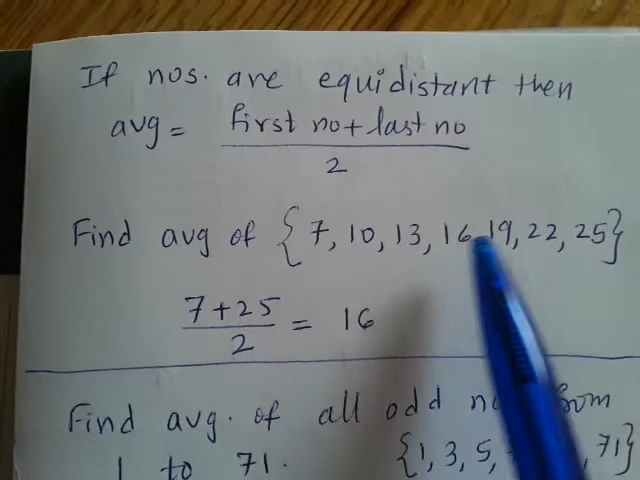 If nos. are equidistant then
avg = first no + last no
2
Find avg of {7, 10, 13, 16, 19, 22, 25}
7 + 25
2
= 16
Find avg. of all odd from
1 to 71. {1, 3, 5, , 71}